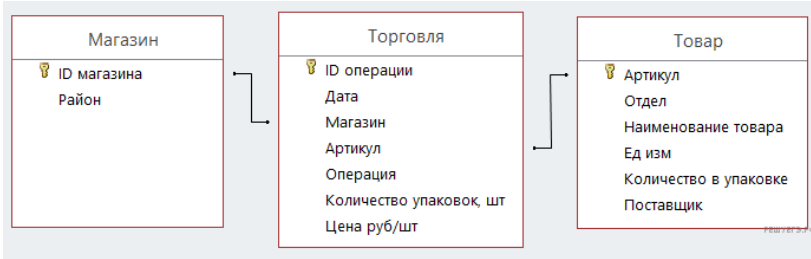 Магазин
ID магазина
Район
Торговля
ID операции
Дата
Магазин
Артикул
Операция
Количество упаковок, шт
Цена руб/шт
Товар
Артикул
Отдел
Наименование товара
Ед изм
Количество в упаковке
Поставщик